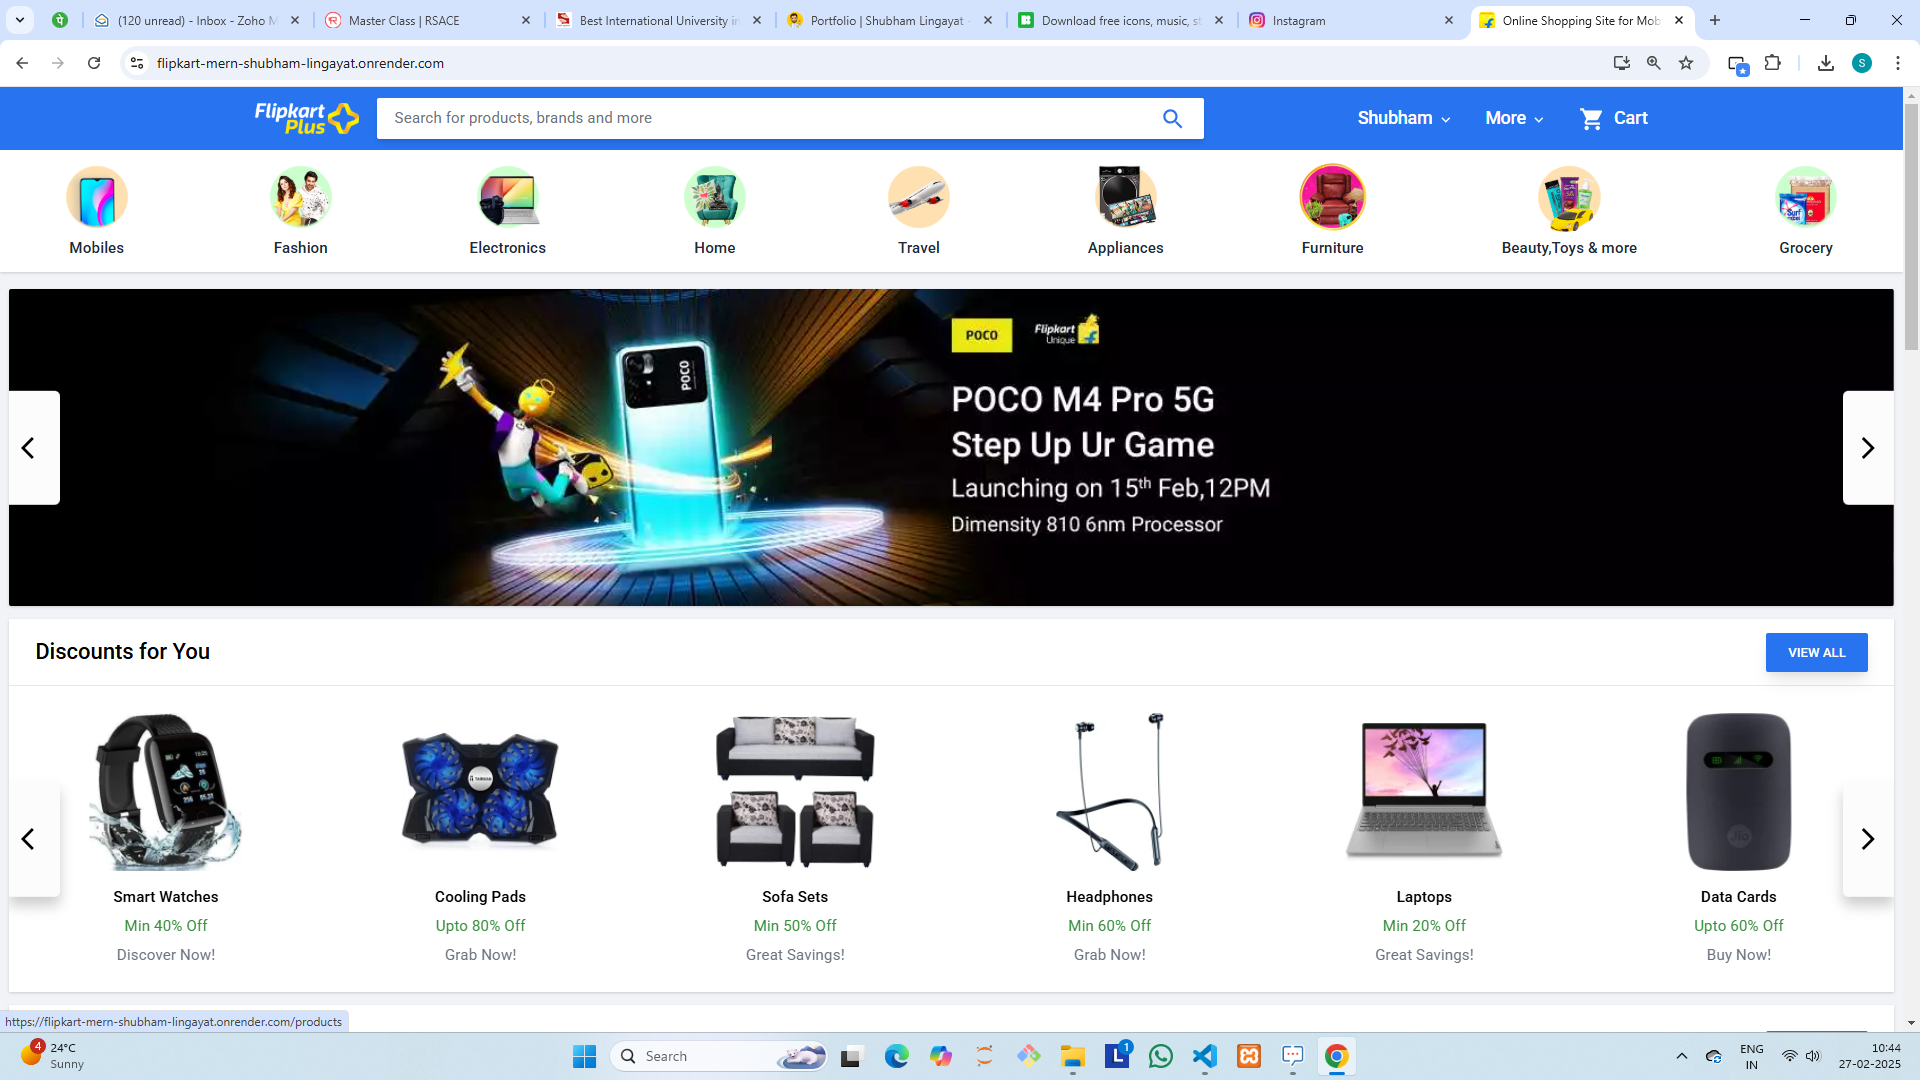 (120 unread) - Inbox - Zoho M
Master Class | RSACE
Best International University in
Portfolio | Shubham Lingayat -
Download free icons, music, st
Instagram
Online Shopping Site for Mob
flipkart-mern-shubham-lingayat.onrender.com
S
Flipkart
Plus
Search for products, brands and more
Shubham
More
Cart
Mobiles
Fashion
Electronics
Home
Travel
Appliances
Furniture
Beauty,Toys & more
Grocery
POCO
Flipkart
Unique
POCO
POCO M4 Pro 5G
Step Up Ur Game
Launching on 15th Feb,12PM
Dimensity 810 6nm Processor
Discounts for You
VIEW ALL
Smart Watches
Cooling Pads
Sofa Sets
Headphones
Laptops
Data Cards
Min 40% Off
Upto 80% Off
Min 50% Off
Min 60% Off
Min 20% Off
Upto 60% Off
Discover Now!
Grab Now!
Great Savings!
Grab Now!
Great Savings!
Buy Now!
https://flipkart-mern-shubham-lingayat.onrender.com/products
4
24°C
Sunny
Search
L
1
ENG
IN
10:44
27-02-2025